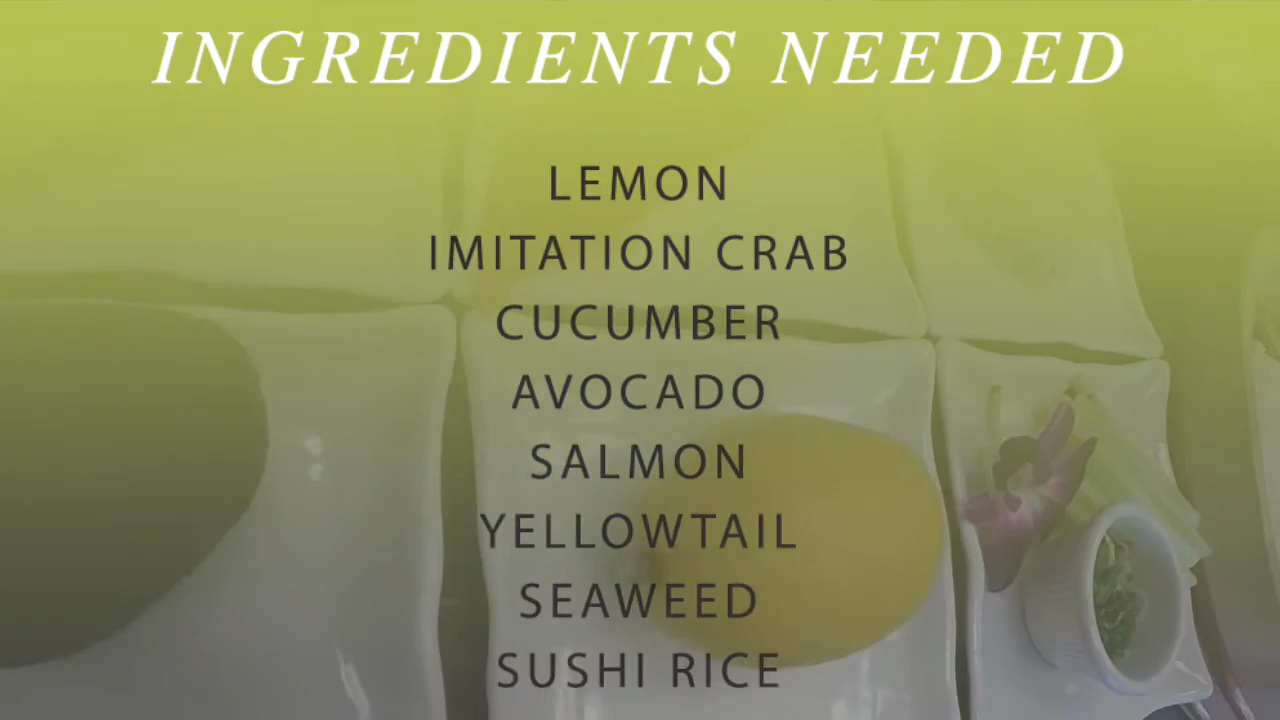 INGREDIENTS NEEDED
LEMON
IMITATION CRAB
CUCUMBER
AVOCADO
SALMON
YELLOWTAIL
SEAWEED
SUSHI RICE